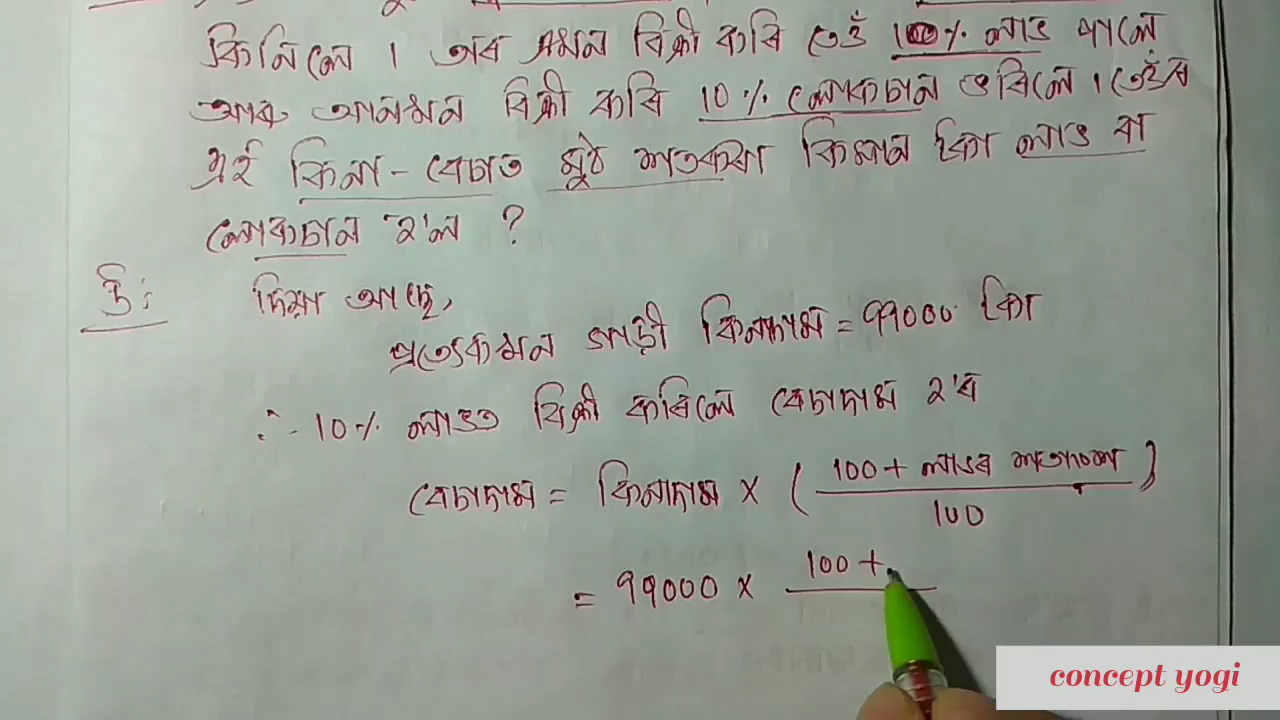 কিনিলে । তাৰ এখন বিক্ৰী কৰি তেওঁ 10% লাভ পালে
আৰু আনখন বিক্ৰী কৰি 10% লোকচান ভৰিলে । তেওঁৰ
এই কিনা - বেচাত মুঠ শতকৰা কিমান টকা লাভ বা
লোকচান হ'ল ?
উ: দিয়া আছে,
প্ৰত্যেকখন গাড়ী কিনাদাম = 99000 টকা
∴ 10% লাভত বিক্ৰী কৰিলে বেচাদাম হ'ব
বেচাদাম = কিনাদাম × ( 100 + লাভৰ শতাংশ / 100 )
= 99000 × 100 +
concept yogi